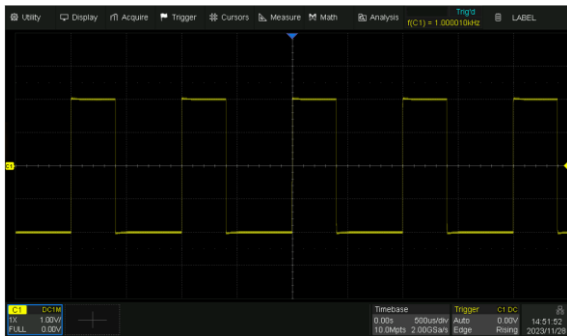 Utility Display Acquire Trigger Cursors Measure Math Analysis Trig'd LABEL
f(C1) = 1.000010kHz
C1
C1 DC1M
1X 1.00V/
FULL 0.00V
Timebase
0.00s 500us/div
10.0Mpts 2.00GSa/s
Trigger C1 DC
Auto 0.00V
Edge Rising
14:51:52
2023/11/28